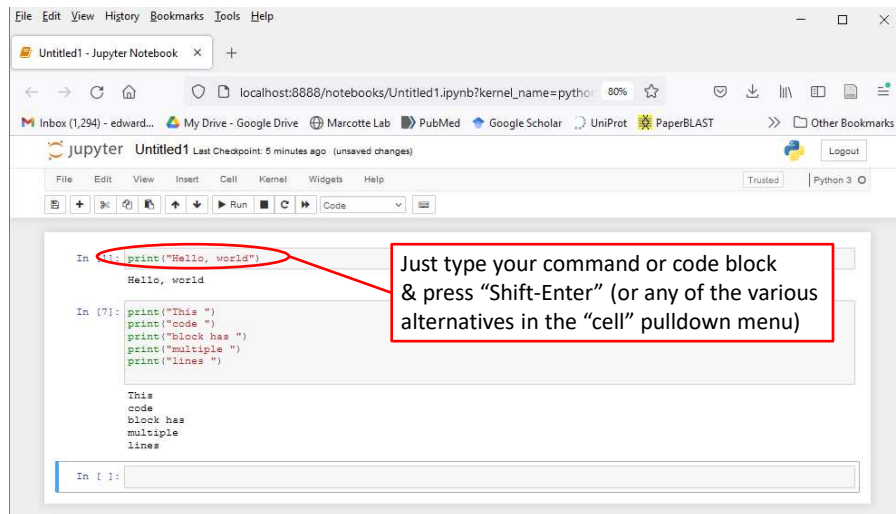 File Edit View History Bookmarks Tools Help
Untitled1 - Jupyter Notebook
localhost:8888/notebooks/Untitled1.ipynb?kernel_name=pytho 80%
Inbox (1,294) - edward... My Drive - Google Drive Marcotte Lab PubMed Google Scholar UniProt PaperBLAST Other Bookmarks
jupyter Untitled1 Last Checkpoint: 5 minutes ago (unsaved changes) Logout
File Edit View Insert Cell Kernel Widgets Help Trusted Python 3
Run Code
In [1]: print("Hello, world")
Hello, world
Just type your command or code block
& press “Shift-Enter” (or any of the various
alternatives in the “cell” pulldown menu)
In [7]: print("This ")
print("code ")
print("block has ")
print("multiple ")
print("lines ")
This
code
block has
multiple
lines
In [ ]: